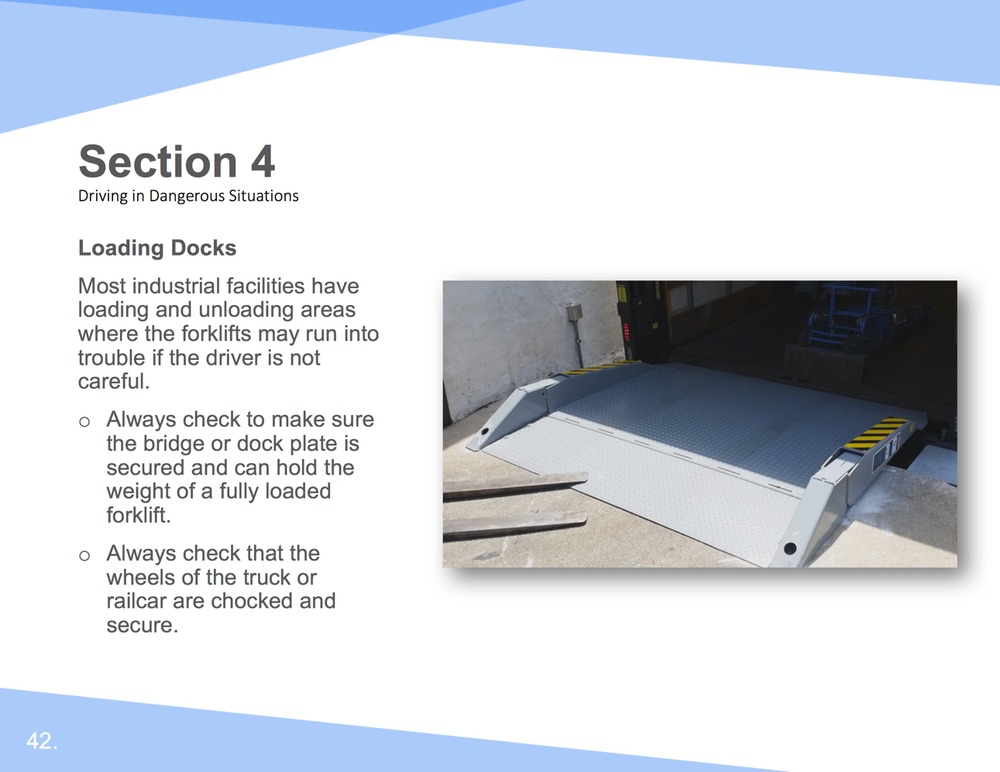 Section 4
Driving in Dangerous Situations
Loading Docks
Most industrial facilities have
loading and unloading areas
where the forklifts may run into
trouble if the driver is not
careful.
o Always check to make sure
the bridge or dock plate is
secured and can hold the
weight of a fully loaded
forklift.
o Always check that the
wheels of the truck or
railcar are chocked and
secure.
42.